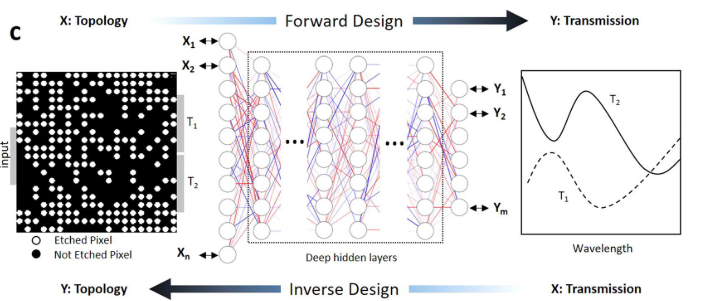 X: Topology
Forward Design
Y: Transmission
C
X1
X2
Xn
input
T1
T2
Etched Pixel
Not Etched Pixel
Deep hidden layers
Y1
Y2
Ym
T2
T1
Wavelength
Y: Topology
Inverse Design
X: Transmission